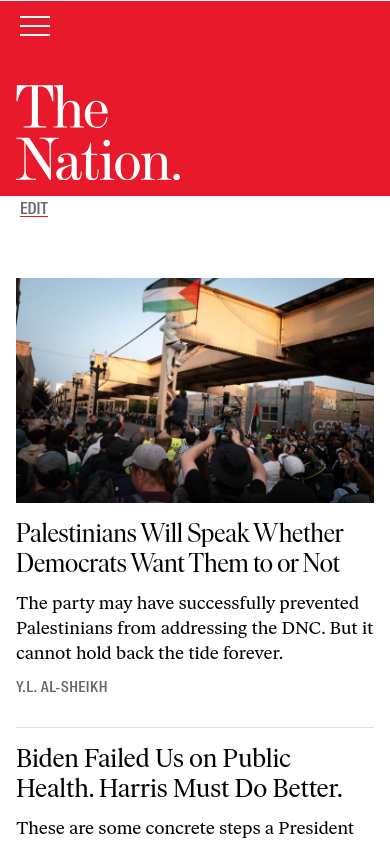 The
Nation.
EDIT
Palestinians Will Speak Whether
Democrats Want Them to or Not
The party may have successfully prevented
Palestinians from addressing the DNC. But it
cannot hold back the tide forever.
Y.L. AL-SHEIKH
Biden Failed Us on Public
Health. Harris Must Do Better.
These are some concrete steps a President